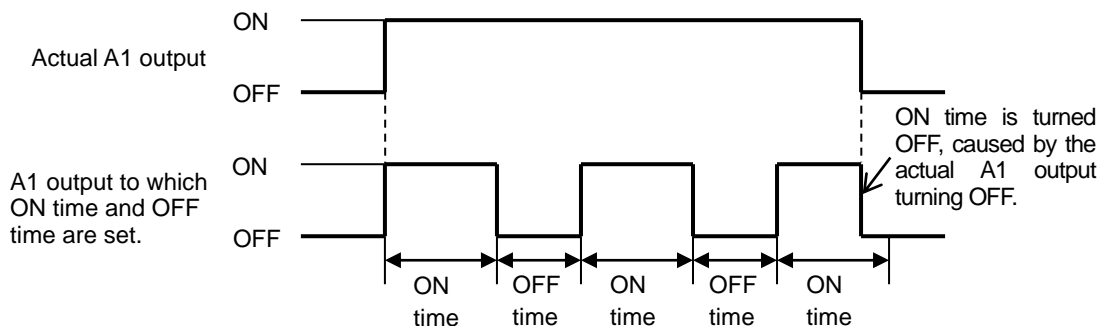 ON
Actual A1 output
OFF
ON time is turned
OFF, caused by the
actual A1 output
turning OFF.
ON
A1 output to which
ON time and OFF
time are set.
OFF
ON time
OFF time
ON time
OFF time
ON time